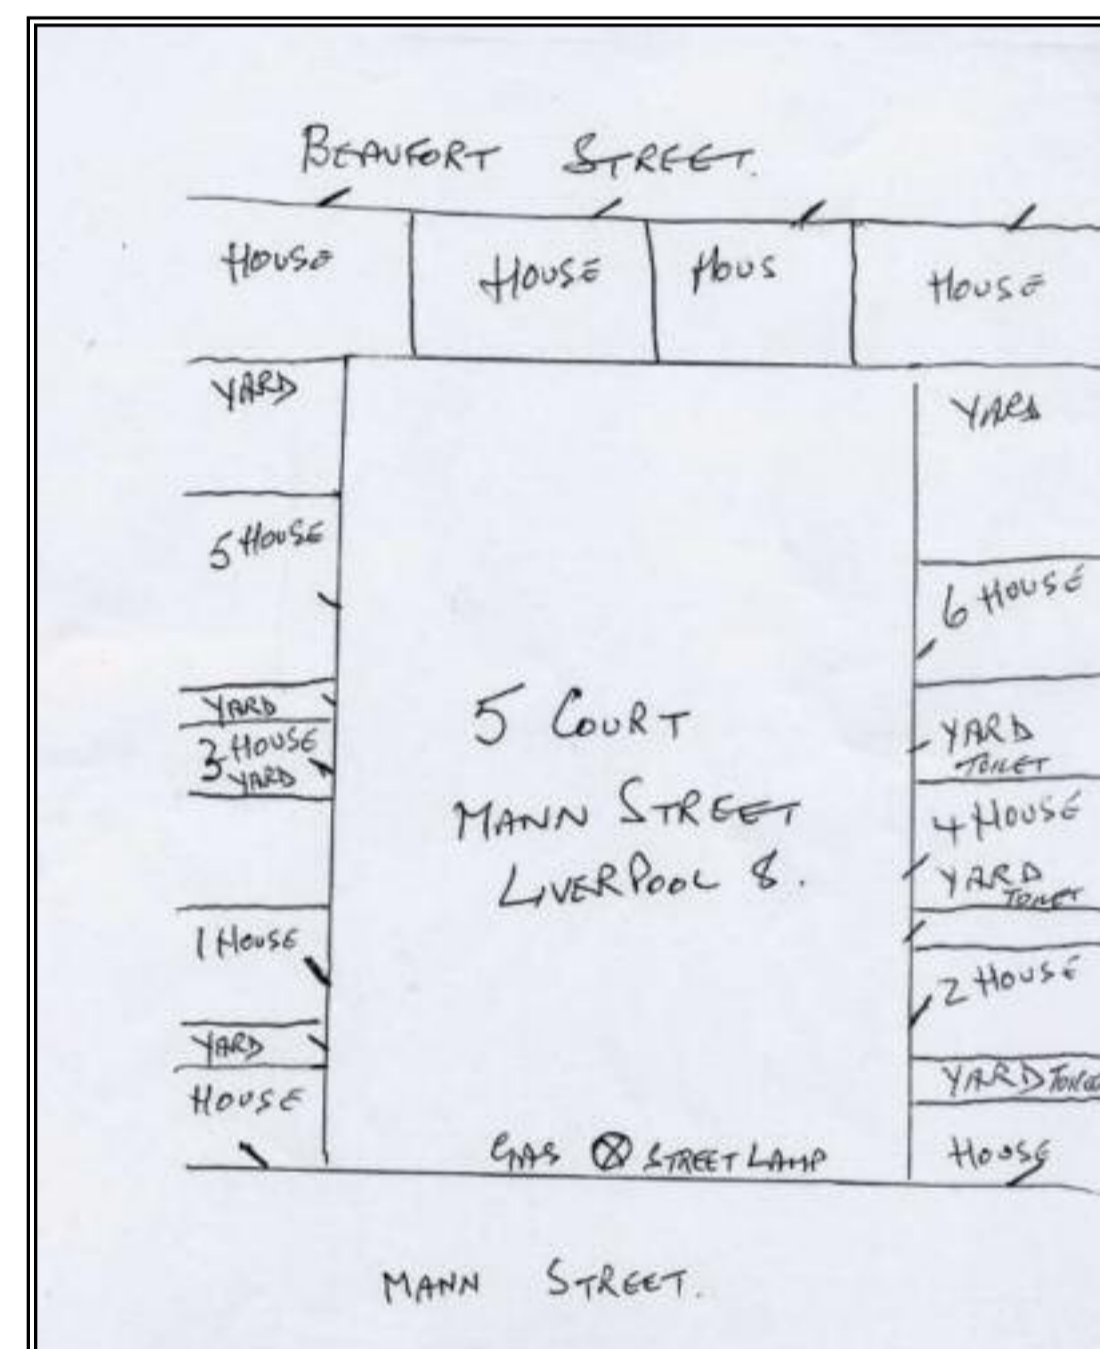 BEAUFORT STREET.
HOUSE HOUSE HOUS HOUSE
YARD YARD
5 HOUSE
6 HOUSE
YARD
3 HOUSE
YARD
5 COURT
MANN STREET
LIVERPOOL 8.
YARD
TOILET
4 HOUSE
YARD
TOILET
1 HOUSE
2 HOUSE
YARD
YARD TOILET
HOUSE
GAS STREET LAMP
HOUSE
MANN STREET.